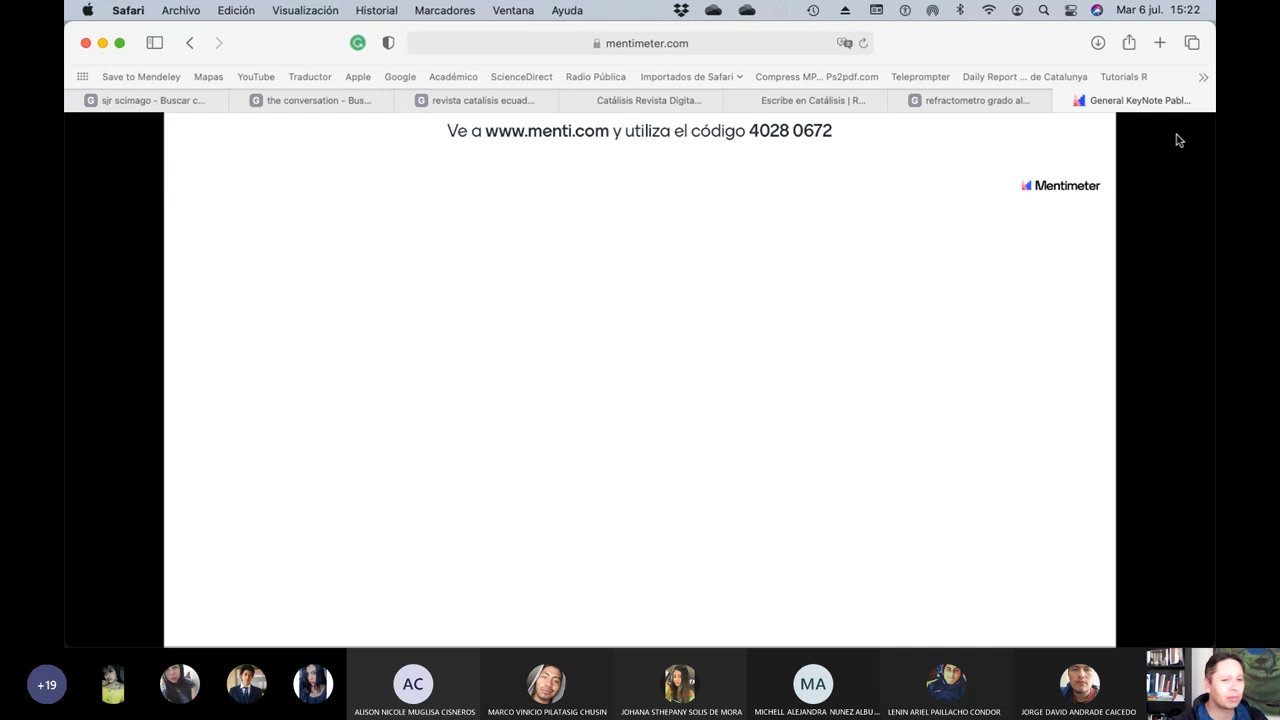 Safari Archivo Edición Visualización Historial Marcadores Ventana Ayuda Mar 6 jul. 15:22
mentimeter.com
Save to Mendeley Mapas YouTube Traductor Apple Google Académico ScienceDirect Radio Pública Importados de Safari Compress MP... Ps2pdf.com Teleprompter Daily Report ... de Catalunya Tutorials R
sjr scimago - Buscar c... the conversation - Bus... revista catalisis ecuad... Catálisis Revista Digita... Escribe en Catálisis | R... refractometro grado al... General KeyNote Pabl...
Ve a www.menti.com y utiliza el código 4028 0672
Mentimeter
+19 AC MA
ALISON NICOLE MUGLISA CISNEROS MARCO VINICIO PILATASIG CHUSIN JOHANA STHEPANY SOLIS DE MORA MICHELL ALEJANDRA NUNEZ ALBU... LENIN ARIEL PAILLACHO CONDOR JORGE DAVID ANDRADE CAICEDO